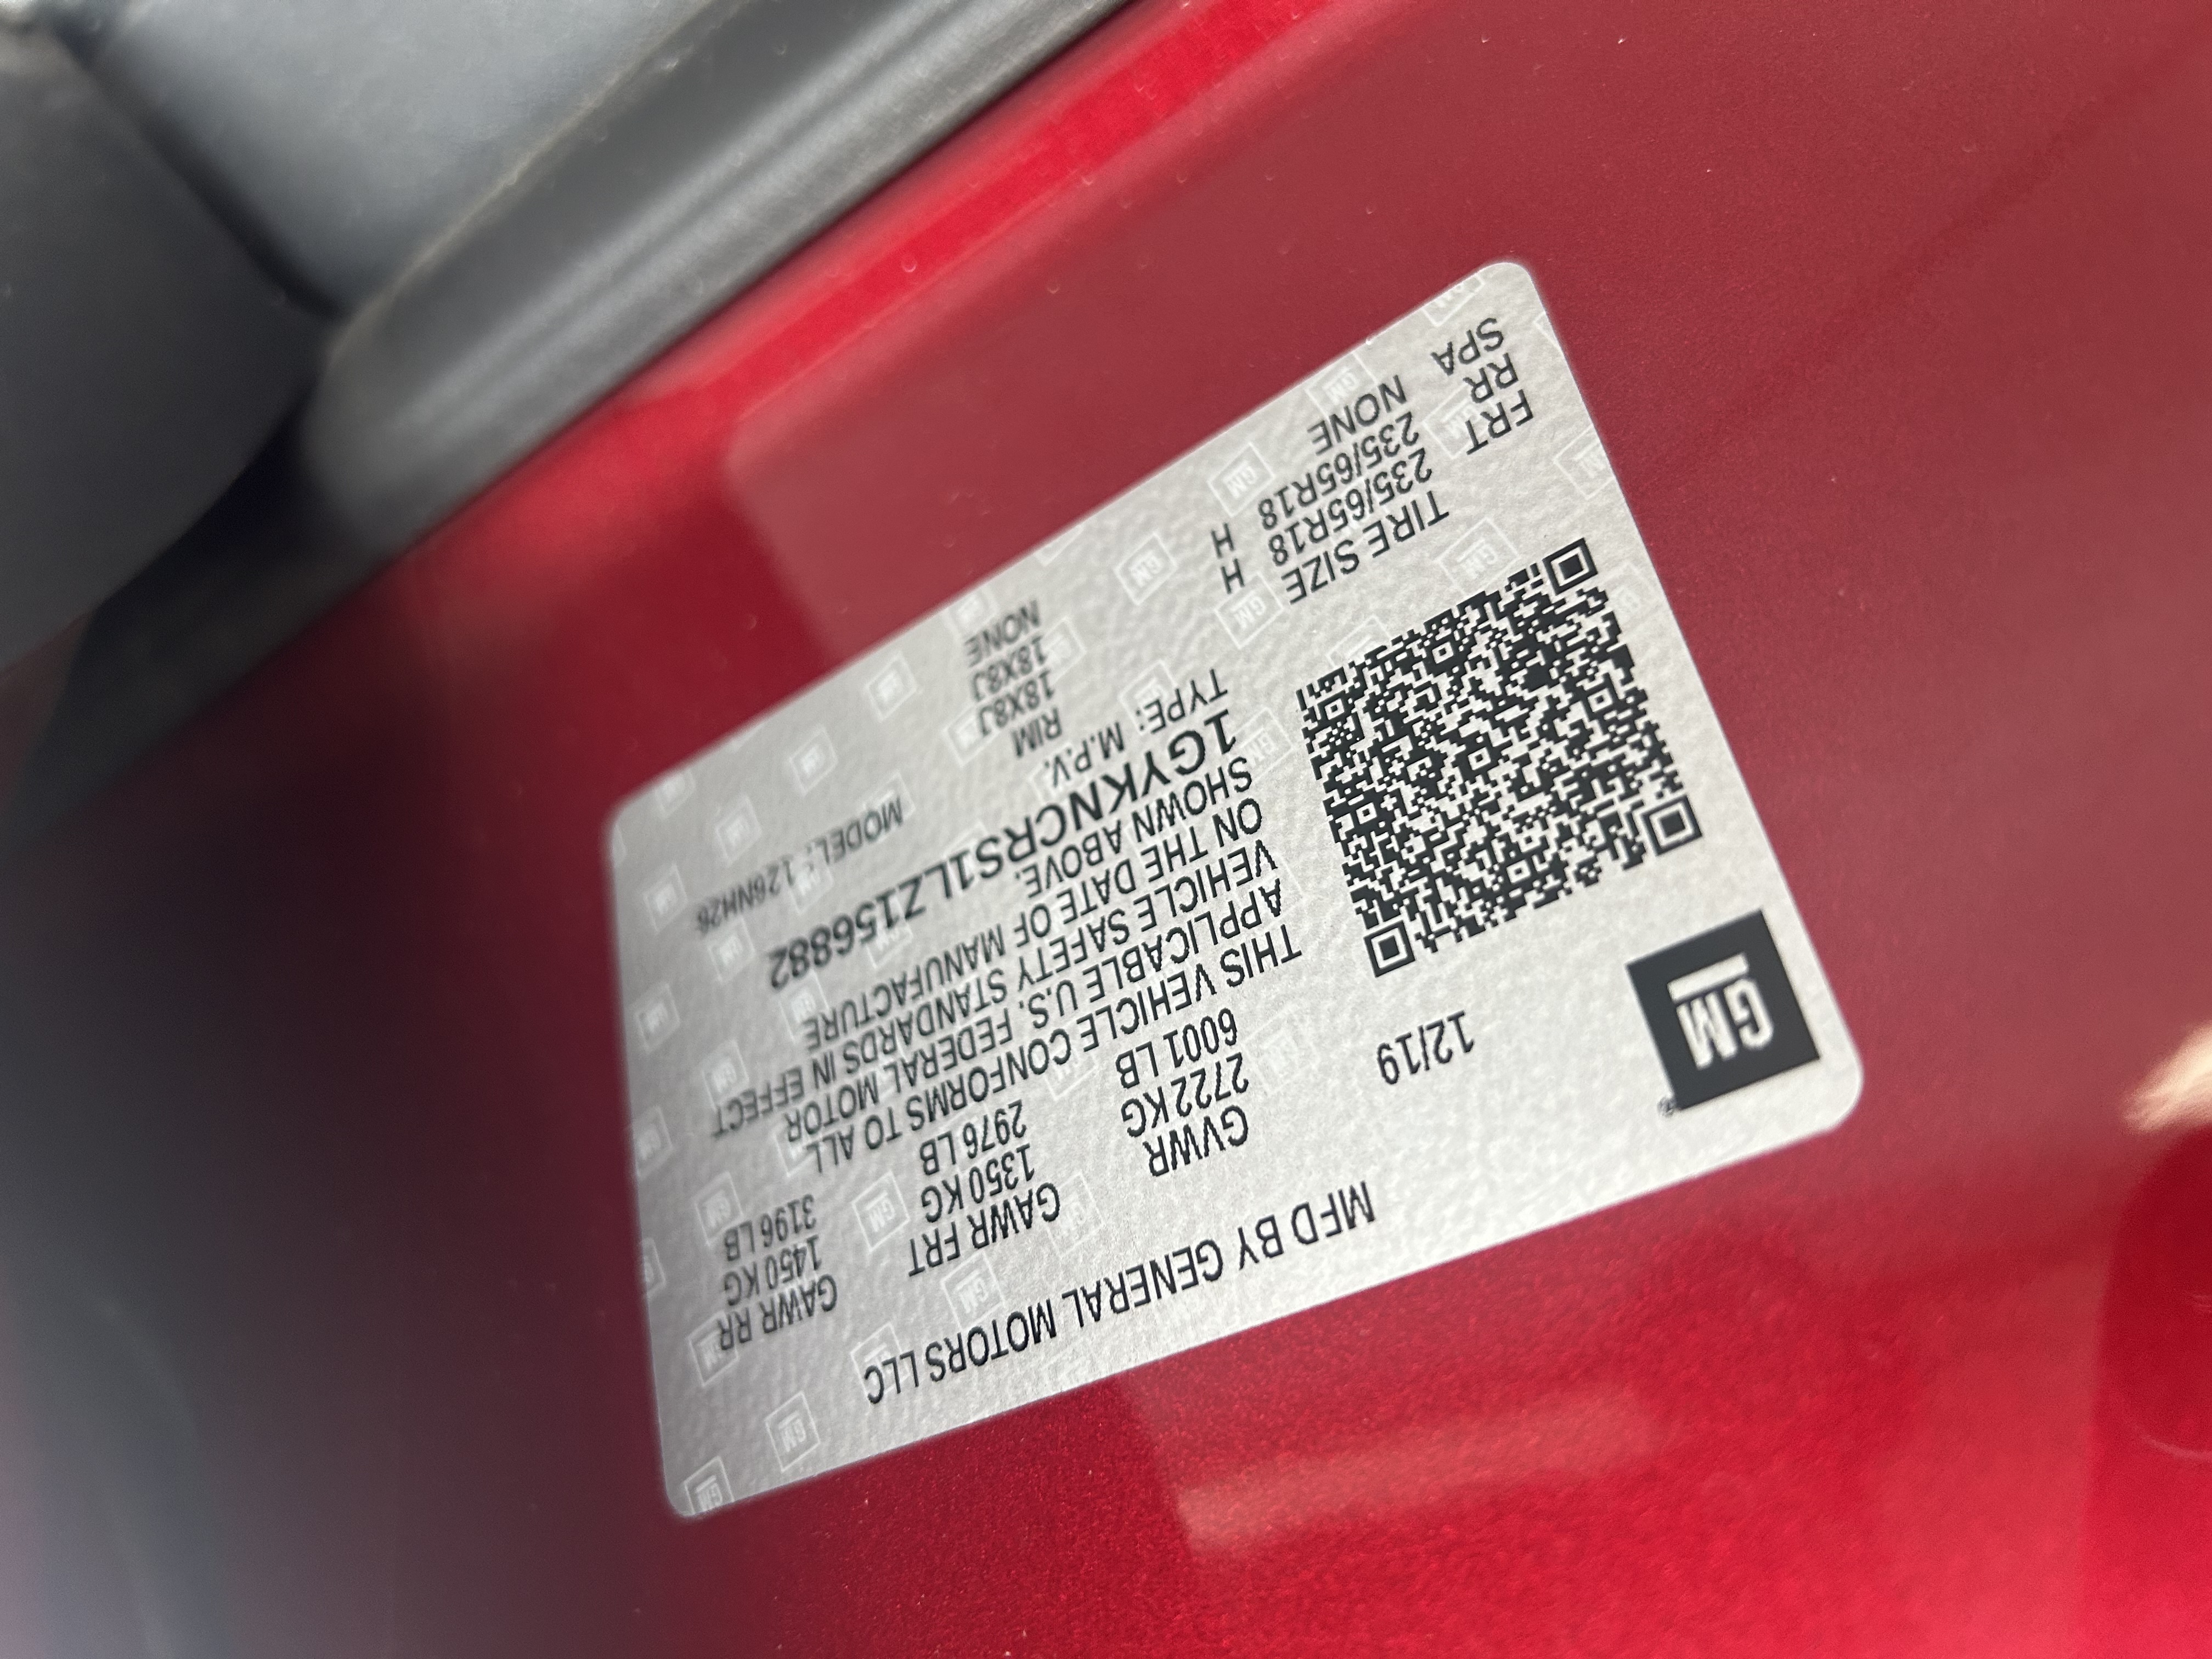 MFD BY GENERAL MOTORS LLC
GM
®
12/19
GVWR
2722KG
6001 LB
GAWR FRT
1350 KG
2976 LB
GAWR RR
1450 KG
3196 LB
THIS VEHICLE CONFORMS TO ALL
APPLICABLE U.S. FEDERAL MOTOR
VEHICLE SAFETY STANDARDS IN EFFECT
ON THE DATE OF MANUFACTURE
SHOWN ABOVE.
1GYKNCRS1LZ156882
TYPE: M.P.V. MODEL: 126NH26
TIRE SIZE RIM
FRT 235/65R18 H 18X8J
RR 235/65R18 H 18X8J
SPA NONE NONE